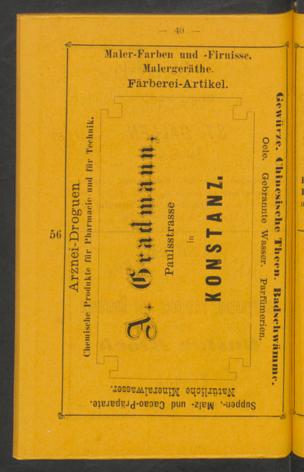 — 40 —
Maler-Farben und -Firnisse,
Malergeräthe.
Färberei-Artikel.
56
Arznei-Droguen
Chemische Produkte für Pharmacie und für Technik.
A. Gradmann,
Paulsstrasse
in
KONSTANZ.
Gewürze. Chinesische Theen. Badschwämme.
Oele. Gebrannte Wasser. Parfümerien.
Suppen-, Malz- und Cacao-Präparate.
Natürliche Mineralwasser.